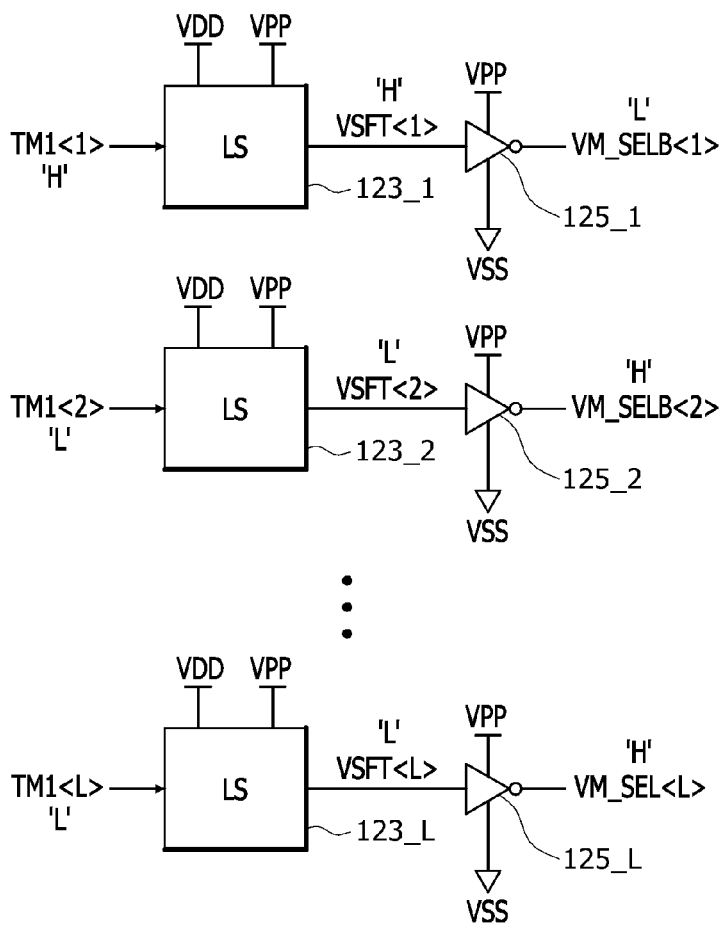 VDD VPP
'H'
VPP
'L'
TM1<1>
LS
VSFT<1>
VM_SELB<1>
'H'
123_1
125_1
VSS
VDD VPP
'L'
VPP
'H'
TM1<2>
LS
VSFT<2>
VM_SELB<2>
'L'
123_2
125_2
VSS
VDD VPP
'L'
VPP
'H'
TM1<L>
LS
VSFT<L>
VM_SEL<L>
'L'
123_L
125_L
VSS